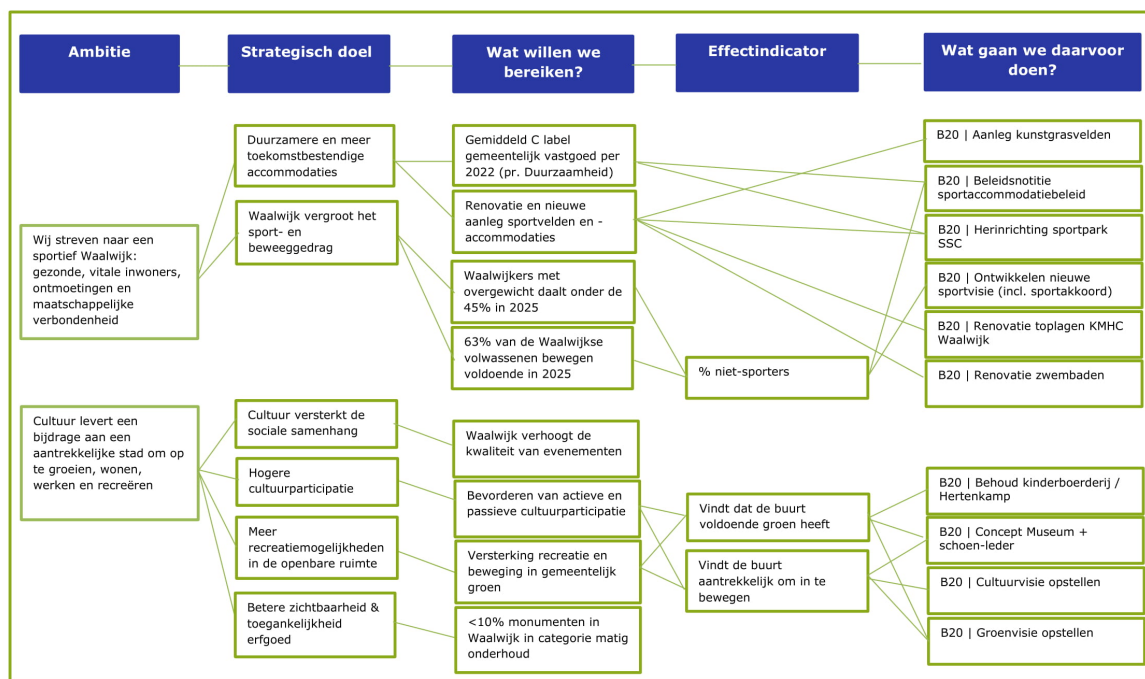 Ambitie
Strategisch doel
Wat willen we
bereiken?
Effectindicator
Wat gaan we daarvoor
doen?
Wij streven naar een
sportief Waalwijk:
gezonde, vitale inwoners,
ontmoetingen en
maatschappelijke
verbondenheid
Duurzamere en meer
toekomstbestendige
accommodaties
Waalwijk vergroot het
sport- en
beweeggedrag
Gemiddeld C label
gemeentelijk vastgoed per
2022 (pr. Duurzaamheid)
Renovatie en nieuwe
aanleg sportvelden en -
accommodaties
Waalwijkers met
overgewicht daalt onder de
45% in 2025
63% van de Waalwijkse
volwassenen bewegen
voldoende in 2025
% niet-sporters
B20 | Aanleg kunstgrasvelden
B20 | Beleidsnotitie
sportaccommodatiebeleid
B20 | Herinrichting sportpark
SSC
B20 | Ontwikkelen nieuwe
sportvisie (incl. sportakkoord)
B20 | Renovatie toplagen KMHC
Waalwijk
B20 | Renovatie zwembaden
Cultuur levert een
bijdrage aan een
aantrekkelijke stad om op
te groeien, wonen,
werken en recreëren
Cultuur versterkt de
sociale samenhang
Hogere
cultuurparticipatie
Meer
recreatiemogelijkheden
in de openbare ruimte
Betere zichtbaarheid &
toegankelijkheid
erfgoed
Waalwijk verhoogt de
kwaliteit van evenementen
Bevorderen van actieve en
passieve cultuurparticipatie
Versterking recreatie en
beweging in gemeentelijk
groen
<10% monumenten in
Waalwijk in categorie matig
onderhoud
Vindt dat de buurt
voldoende groen heeft
Vindt de buurt
aantrekkelijk om in te
bewegen
B20 | Behoud kinderboerderij /
Hertenkamp
B20 | Concept Museum +
schoen-leder
B20 | Cultuurvisie opstellen
B20 | Groenvisie opstellen